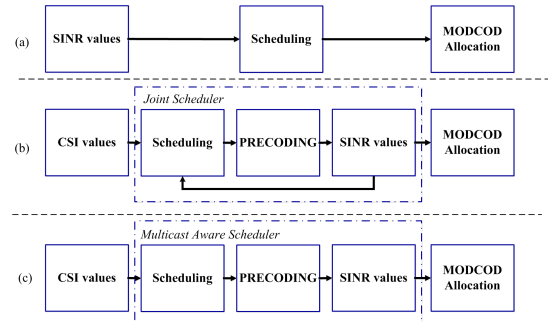 (a)
SINR values
Scheduling
MODCOD
Allocation
Joint Scheduler
(b)
CSI values
Scheduling
PRECODING
SINR values
MODCOD
Allocation
Multicast Aware Scheduler
(c)
CSI values
Scheduling
PRECODING
SINR values
MODCOD
Allocation